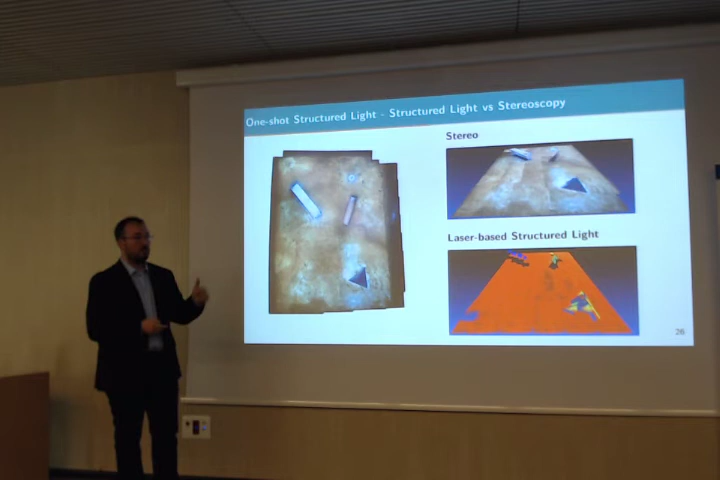 One-shot Structured Light - Structured Light vs Stereoscopy
Stereo
Laser-based Structured Light
26